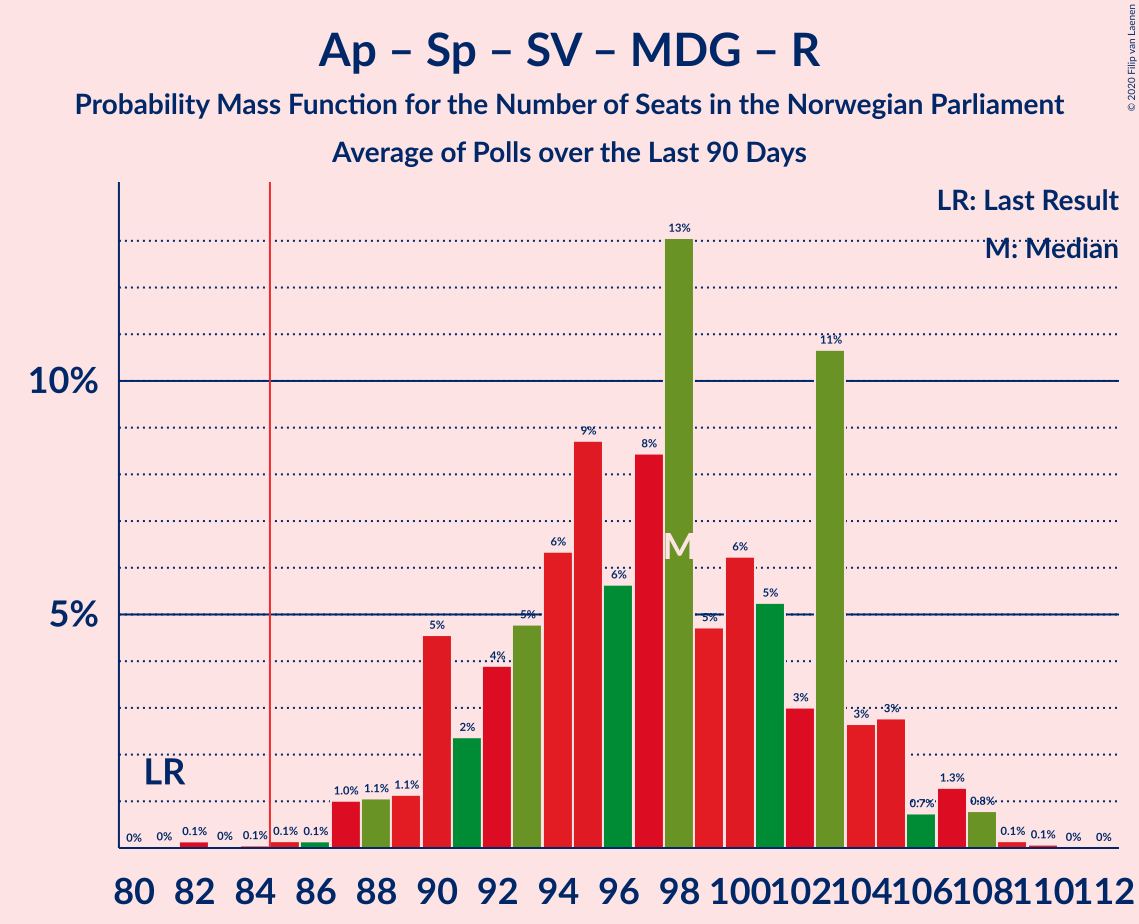 Ap – Sp – SV – MDG – R
Probability Mass Function for the Number of Seats in the Norwegian Parliament
Average of Polls over the Last 90 Days
© 2020 Filip van Laenen
LR: Last Result
M: Median
10%
5%
LR
M
0% 0% 0.1% 0% 0.1% 0.1% 0.1% 1.0% 1.1% 1.1% 5% 2% 4% 5% 6% 9% 6% 8% 13% 5% 6% 5% 3% 11% 3% 3% 0.7% 1.3% 0.8% 0.1% 0.1% 0% 0%
80 82 84 86 88 90 92 94 96 98 100 102 104 106 108 110 112